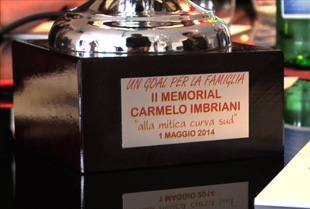 UN GOAL PER LA FAMIGLIA
II MEMORIAL
CARMELO IMBRIANI
"alla mitica curva sud"
1 MAGGIO 2014